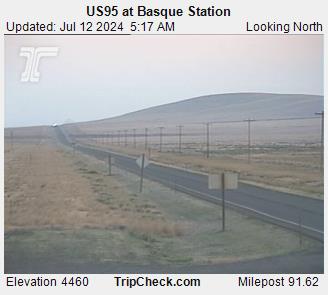 US95 at Basque Station
Updated: Jul 12 2024  5:17 AM Looking North
Elevation 4460 TripCheck.com Milepost 91.62